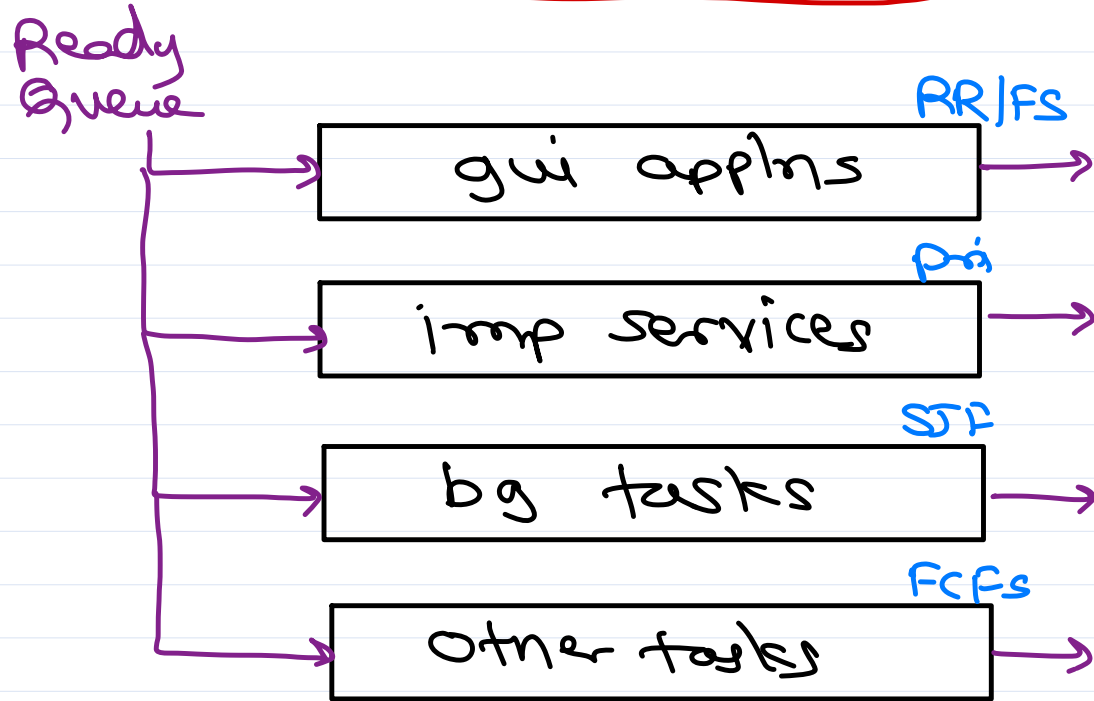 Ready
Queue
RR/FS
gui applns
pri
imp services
SJF
bg tasks
FCFS
other tasks